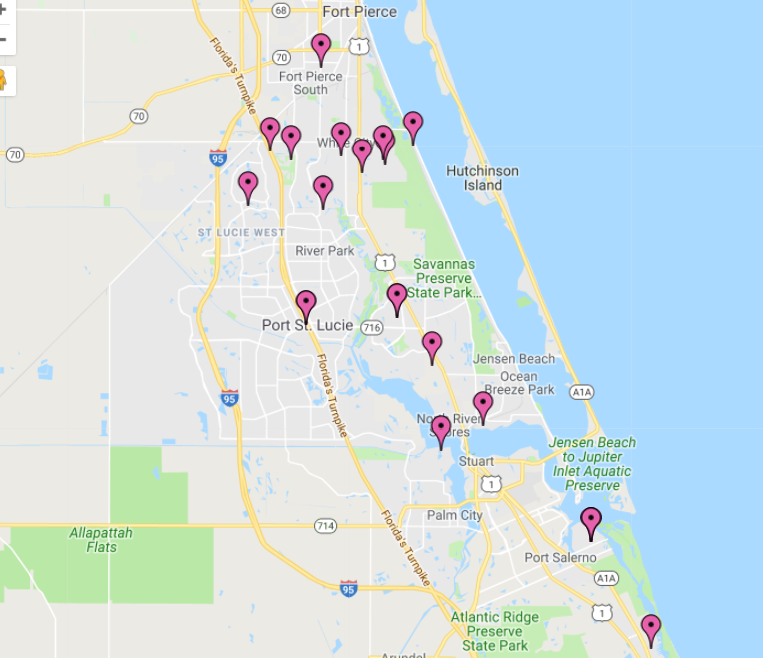 68
Fort Pierce
1
Florida's Turnpike
70
Fort Pierce
South
70
70
95
Hutchinson
Island
ST LUCIE WEST
River Park
1
Savannas
Preserve
State Park...
Port St. Lucie
716
Florida's Turnpike
Jensen Beach
Ocean
Breeze Park
A1A
95
North River
Shores
Jensen Beach
to Jupiter
Inlet Aquatic
Preserve
Stuart
1
Palm City
714
Florida's Turnpike
Allapattah
Flats
Port Salerno
A1A
95
1
Atlantic Ridge
Preserve
State Park